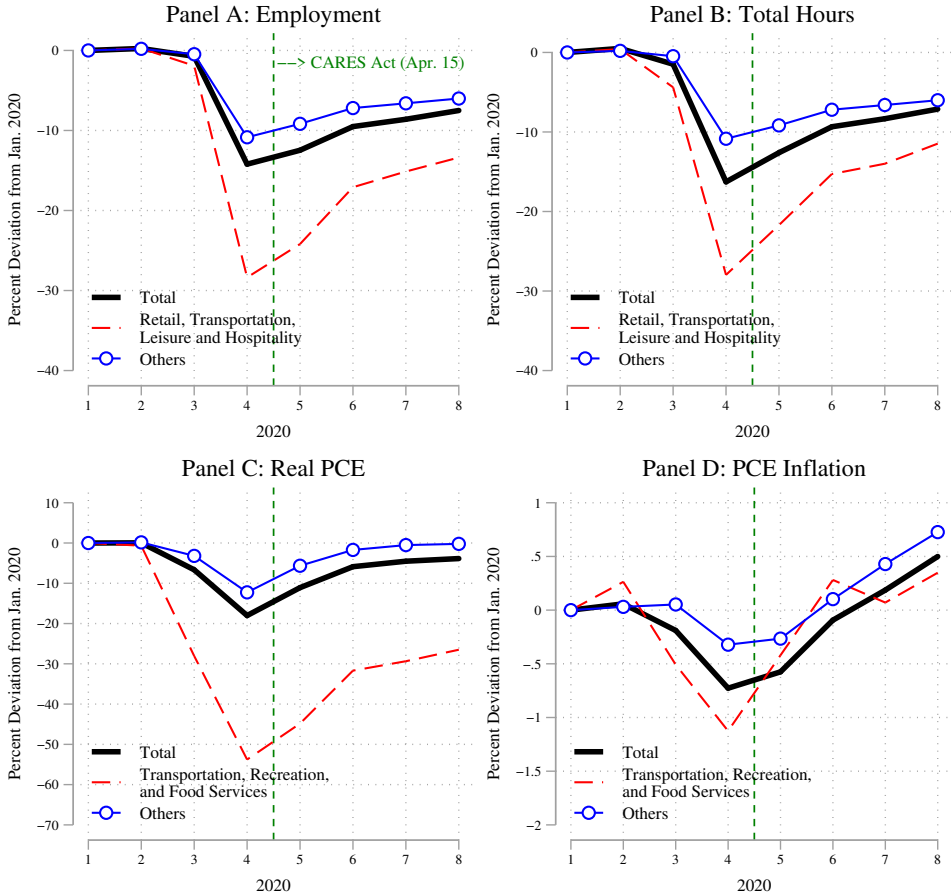 Panel A: Employment
Percent Deviation from Jan. 2020
0
−10
−20
−30
−40
−−> CARES Act (Apr. 15)
Total
Retail, Transportation,
Leisure and Hospitality
Others
1 2 3 4 5 6 7 8
2020
Panel B: Total Hours
Percent Deviation from Jan. 2020
0
−10
−20
−30
−40
Total
Retail, Transportation,
Leisure and Hospitality
Others
1 2 3 4 5 6 7 8
2020
Panel C: Real PCE
Percent Deviation from Jan. 2020
10
0
−10
−20
−30
−40
−50
−60
−70
Total
Transportation, Recreation,
and Food Services
Others
1 2 3 4 5 6 7 8
2020
Panel D: PCE Inflation
Percent Deviation from Jan. 2020
1
.5
0
−.5
−1
−1.5
−2
Total
Transportation, Recreation,
and Food Services
Others
1 2 3 4 5 6 7 8
2020